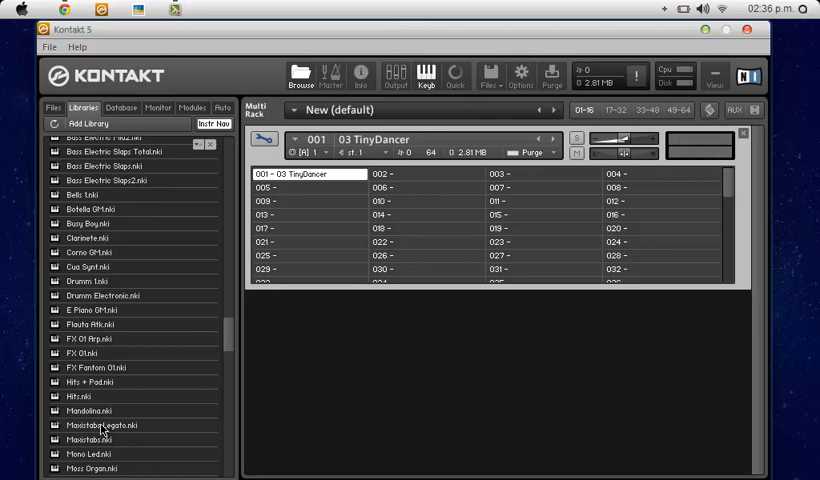 02:36 p.m.
Kontakt 5
File Help
KONTAKT
Browse Master Info Output Keyb Quick Files Options Purge
0
2.81 MB
!
Cpu
Disk
View
NI
Files Libraries Database Monitor Modules Auto
Add Library Instr Nav
Multi
Rack
New (default)
01-16 17-32 33-48 49-64 AUX
Bass Electric Slaps Total.nki
Bass Electric Slaps.nki
Bass Electric Slaps2.nki
Bells 1.nki
Botella GM.nki
Busy Boy.nki
Clarinete.nki
Corno GM.nki
Cua Synt.nki
Drumm 1.nki
Drumm Electronic.nki
E Piano GM.nki
Flauta Atk.nki
FX 01 Arp.nki
FX 01.nki
FX Fantom 01.nki
Hits + Pad.nki
Hits.nki
Mandolina.nki
Maxistabs Legato.nki
Maxistabs.nki
Mono Led.nki
Moss Organ.nki
001 03 TinyDancer
[A] 1 st. 1 0 64 2.81 MB Purge
S
M
001 - 03 TinyDancer 002 - 003 - 004 -
005 - 006 - 007 - 008 -
009 - 010 - 011 - 012 -
013 - 014 - 015 - 016 -
017 - 018 - 019 - 020 -
021 - 022 - 023 - 024 -
025 - 026 - 027 - 028 -
029 - 030 - 031 - 032 -